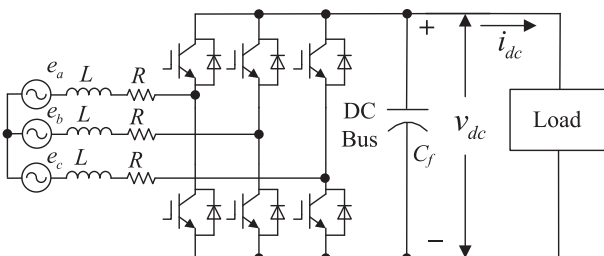 e_a L R
e_b L R
e_c L R
DC
Bus
C_f
+
−
v_dc
i_dc
Load